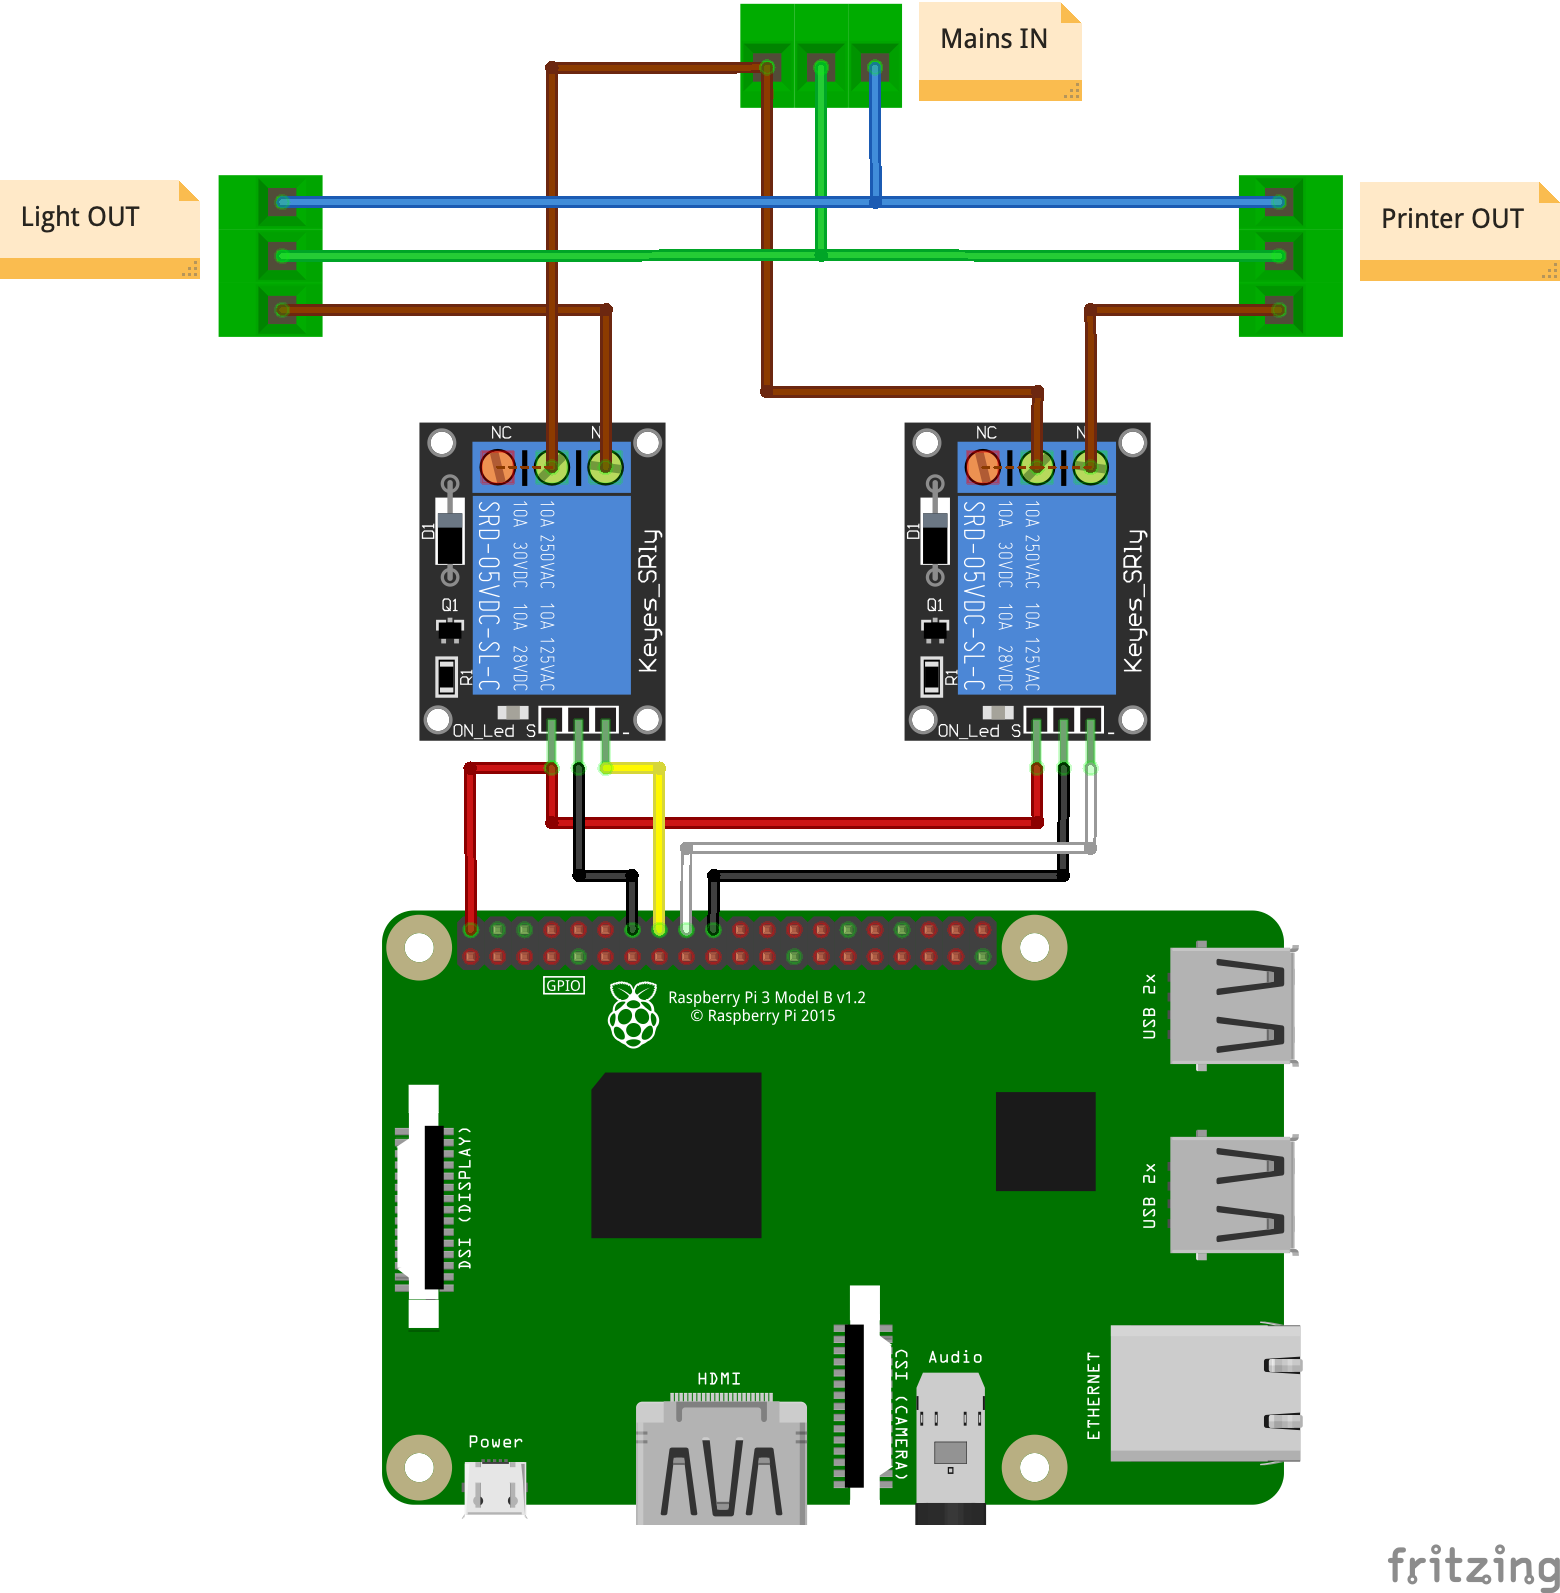 Mains IN
Light OUT
Printer OUT
NC
N
NC
N
D1
SRD-05VDC-SL-C
10A 30VDC 10A 28VDC
10A 250VAC 10A 125VAC
Keyes_SRly
Q1
R1
ON_Led S
-
D1
SRD-05VDC-SL-C
10A 30VDC 10A 28VDC
10A 250VAC 10A 125VAC
Keyes_SRly
Q1
R1
ON_Led S
-
GPIO
Raspberry Pi 3 Model B v1.2
© Raspberry Pi 2015
USB 2x
DSI (DISPLAY)
USB 2x
HDMI
CSI (CAMERA)
Audio
ETHERNET
Power
fritzing